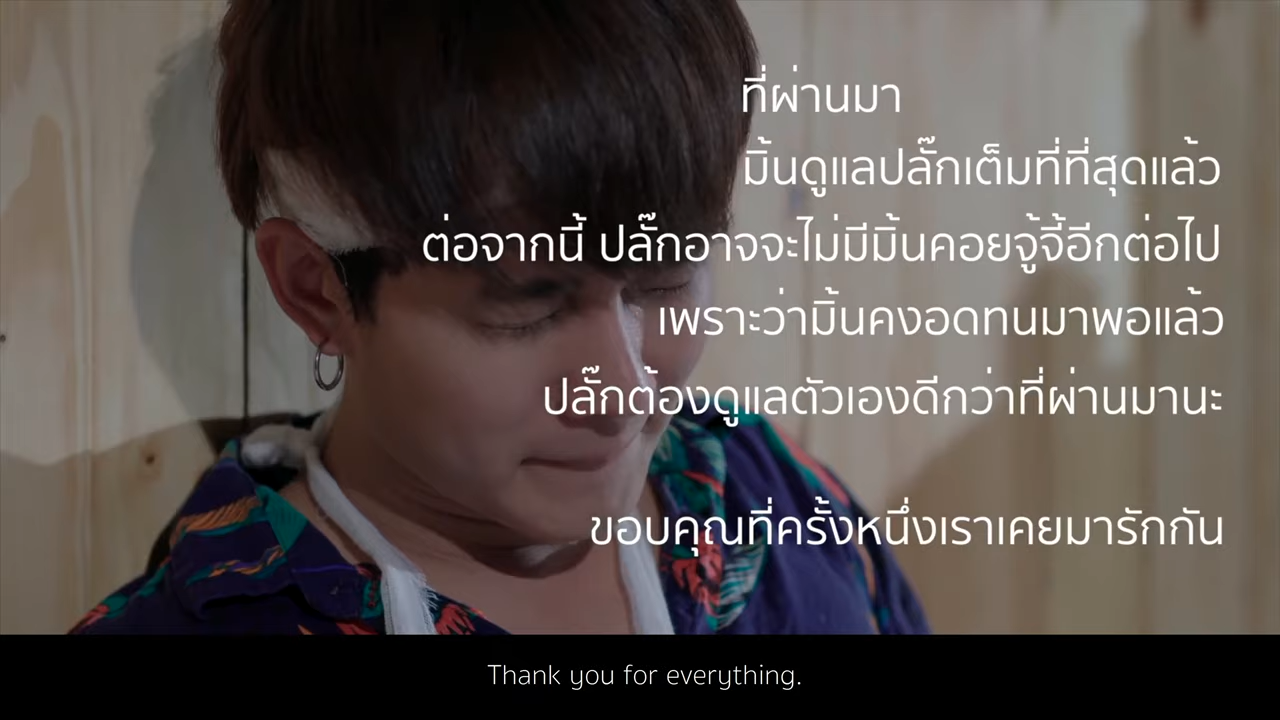 ที่ผ่านมา
มิ้นดูแลปลั๊กเต็มที่ที่สุดแล้ว
ต่อจากนี้ ปลั๊กอาจจะไม่มีมิ้นคอยจู้จี้อีกต่อไป
เพราะว่ามิ้นคงอดทนมาพอแล้ว
ปลั๊กต้องดูแลตัวเองดีกว่าที่ผ่านมานะ
ขอบคุณที่ครั้งหนึ่งเราเคยมารักกัน
Thank you for everything.